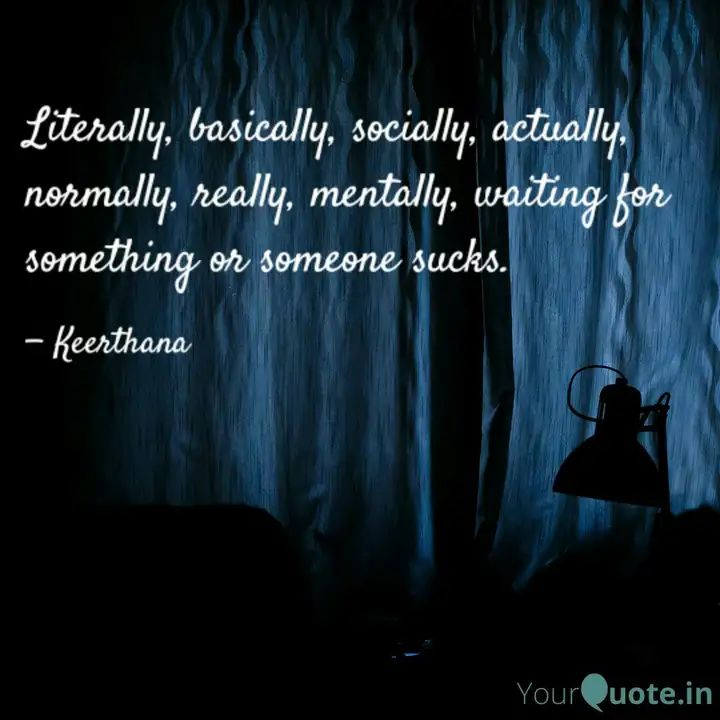 Literally, basically, socially, actually,
normally, really, mentally, waiting for
something or someone sucks.
– Keerthana
YourQuote.in